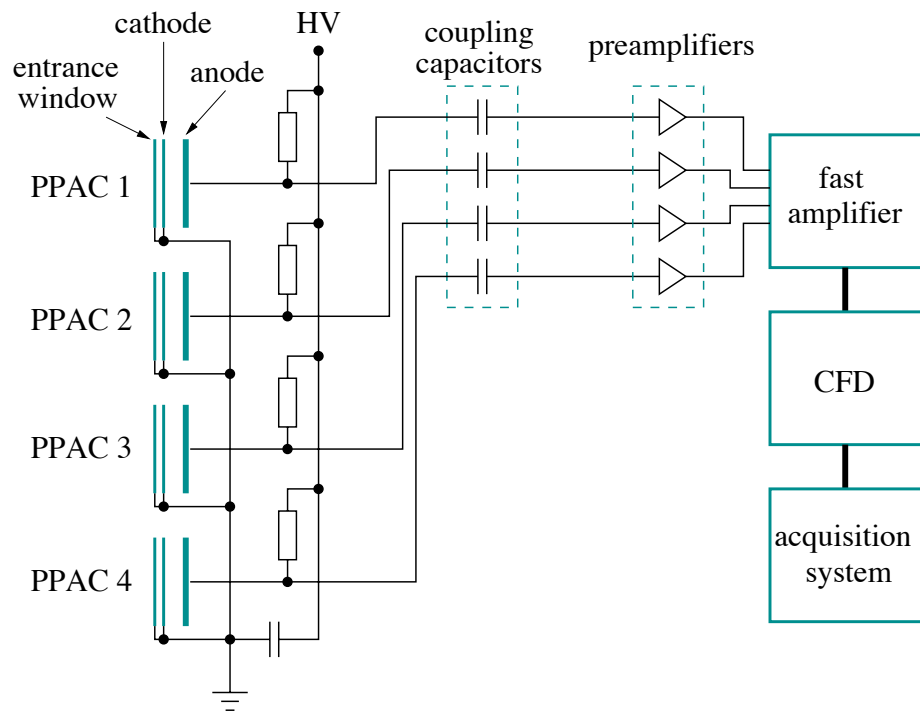 cathode
HV
coupling
capacitors
preamplifiers
entrance
window
anode
PPAC 1
fast
amplifier
PPAC 2
CFD
PPAC 3
acquisition
system
PPAC 4